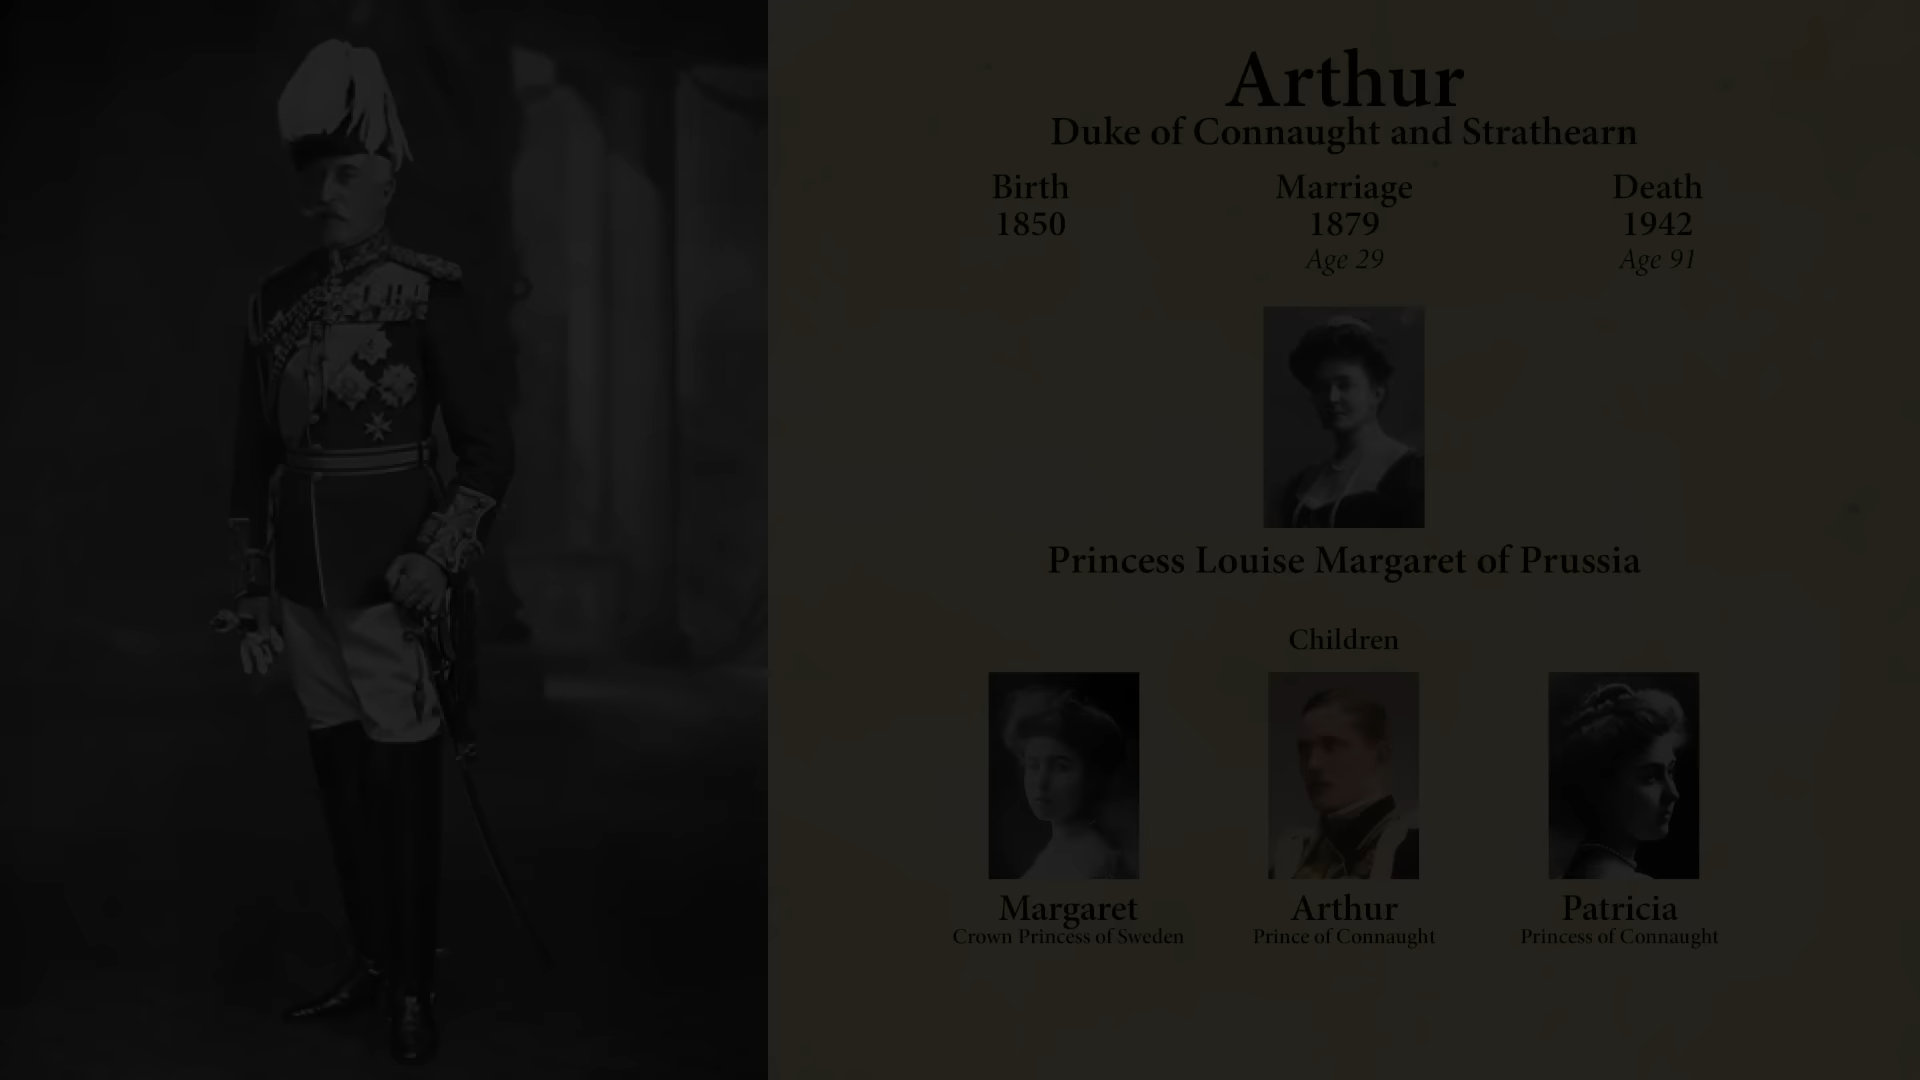 Arthur
Duke of Connaught and Strathearn
Birth
1850
Marriage
1879
Age 29
Death
1942
Age 91
Princess Louise Margaret of Prussia
Children
Margaret
Crown Princess of Sweden
Arthur
Prince of Connaught
Patricia
Princess of Connaught